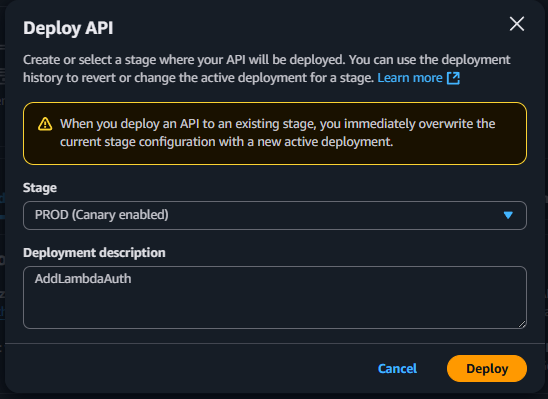 Deploy API
Create or select a stage where your API will be deployed. You can use the deployment
history to revert or change the active deployment for a stage. Learn more
When you deploy an API to an existing stage, you immediately overwrite the
current stage configuration with a new active deployment.
Stage
PROD (Canary enabled)
Deployment description
AddLambdaAuth
Cancel
Deploy